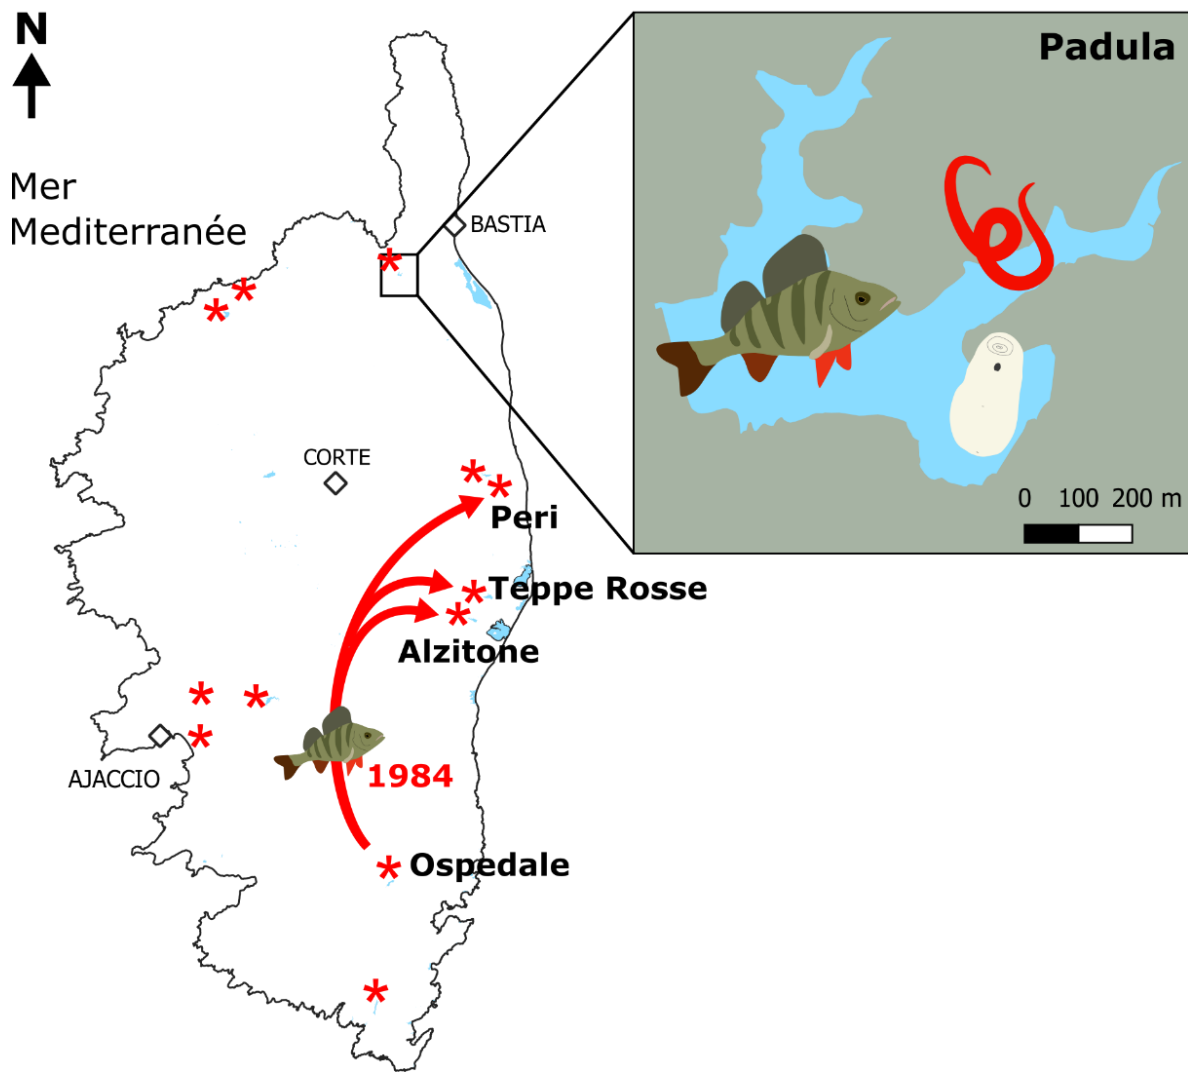 N
Padula
Mer
Mediterranée
BASTIA
CORTE
Peri
0 100 200 m
Teppe Rosse
Alzitone
AJACCIO
1984
Ospedale